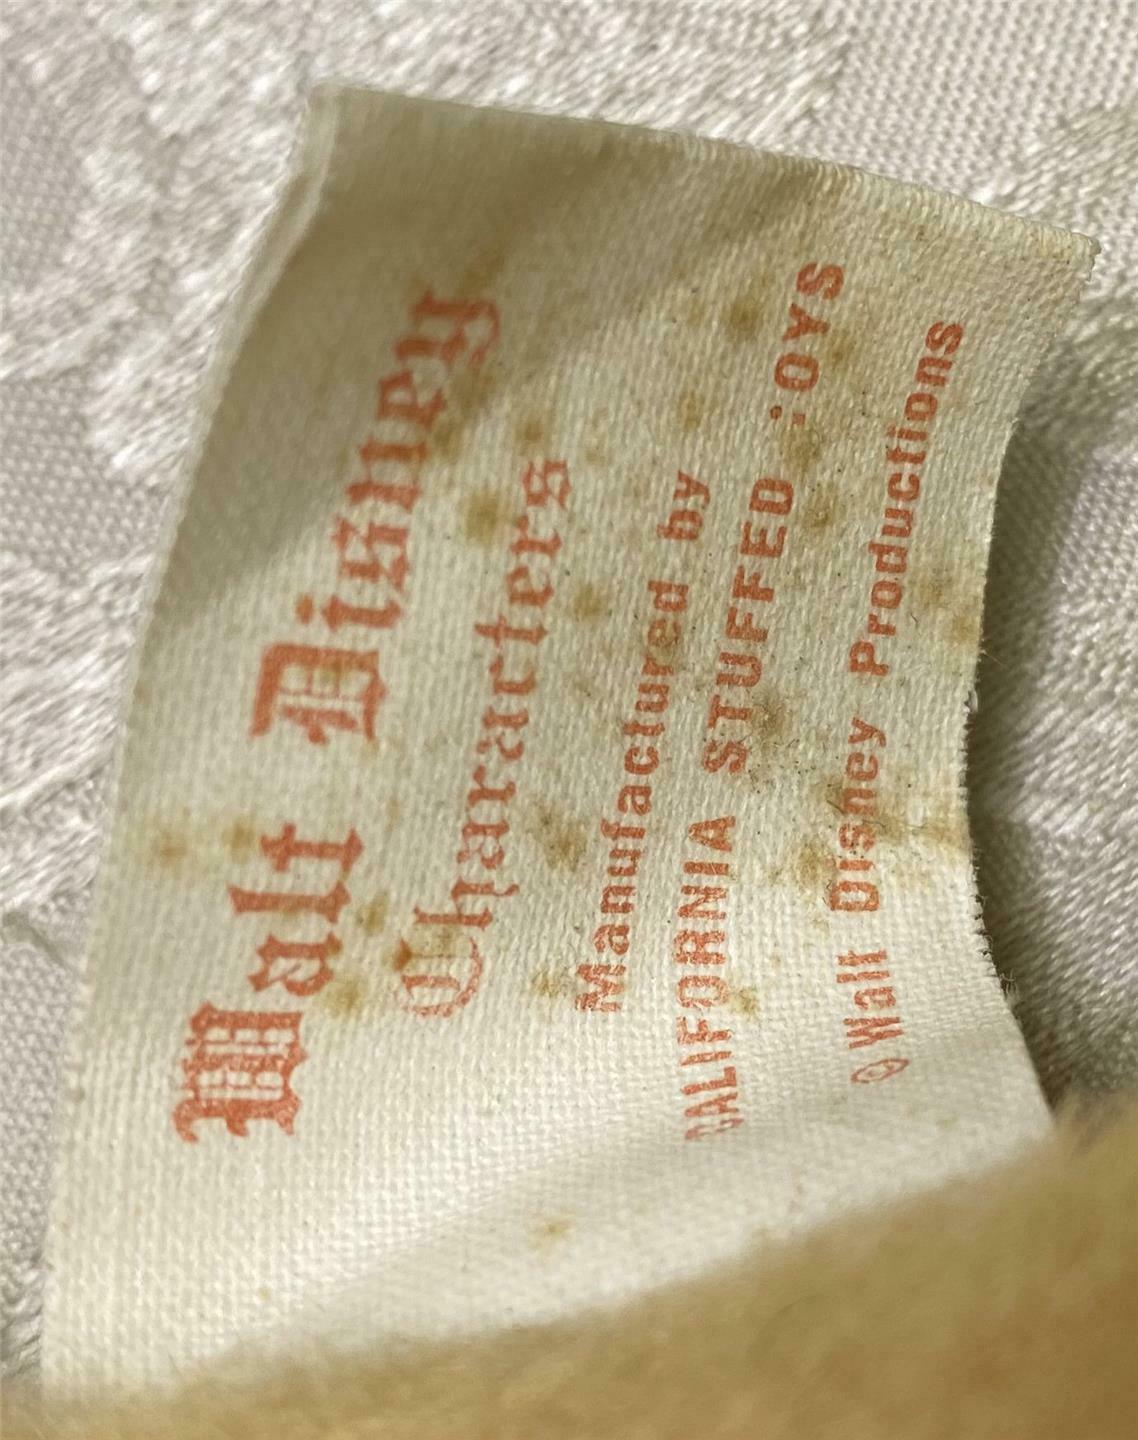 Walt Disney
Characters
Manufactured by
CALIFORNIA STUFFED :OYS
© Walt Disney Productions